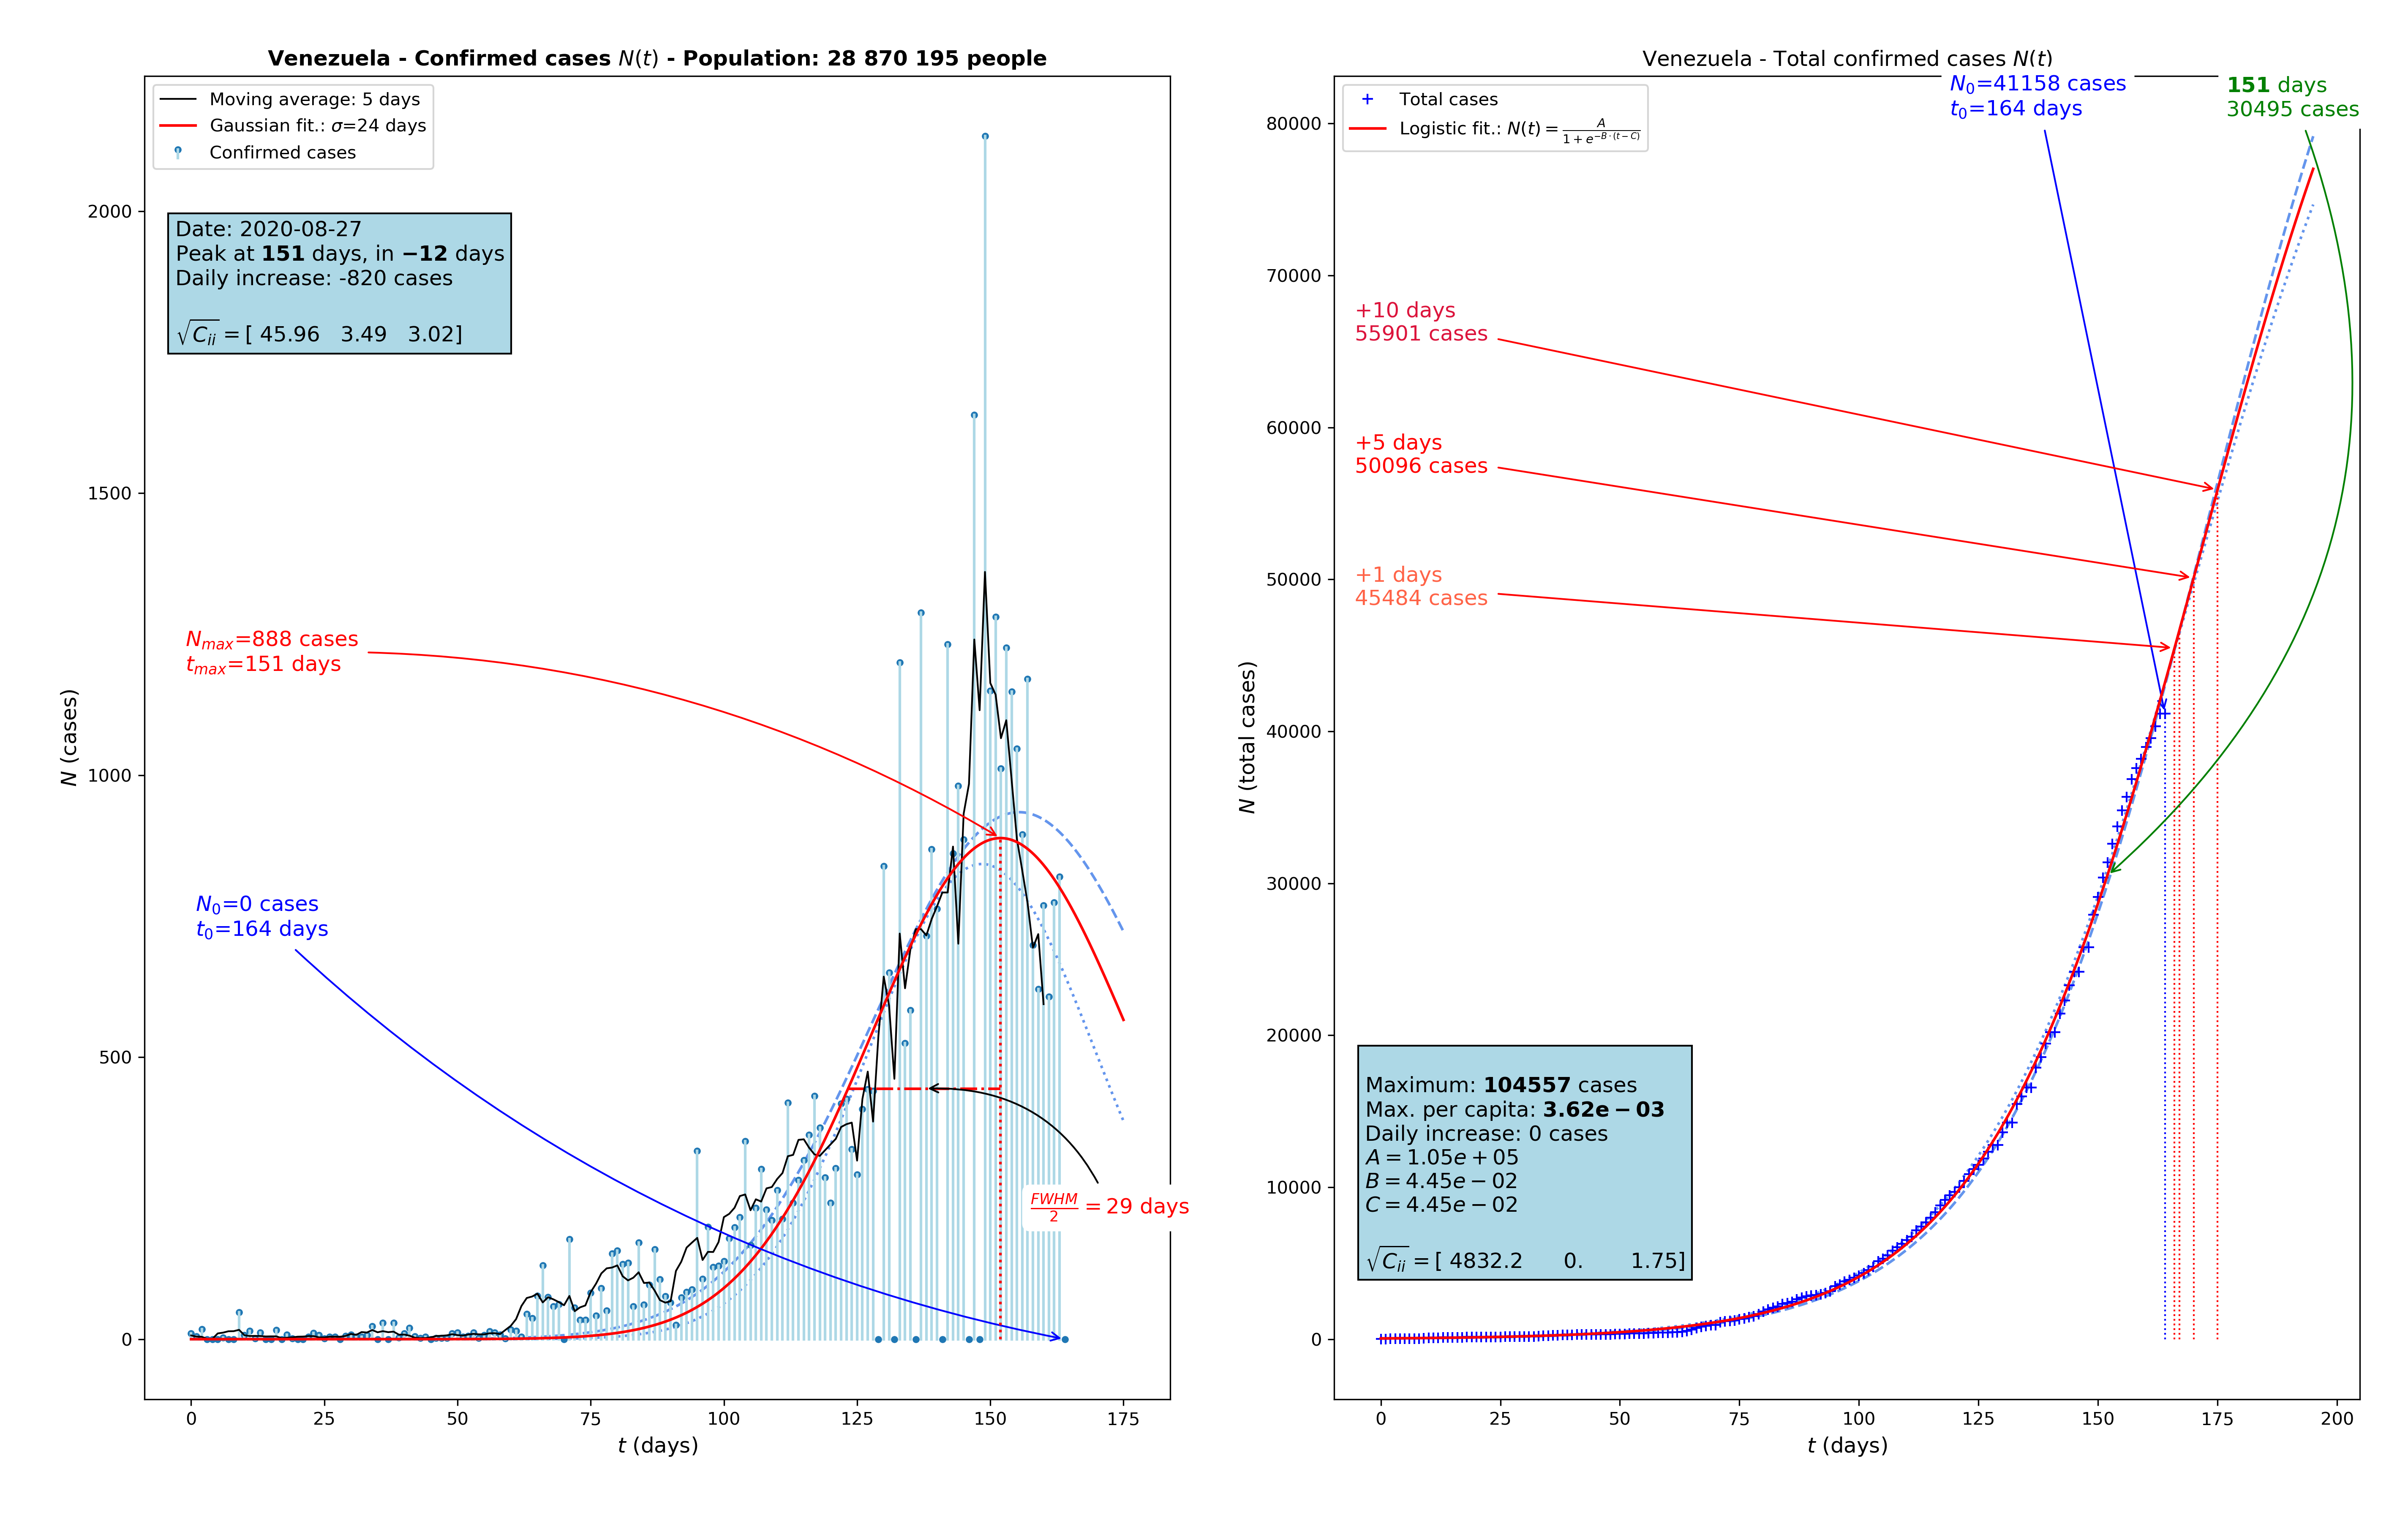 Venezuela - Confirmed cases N(t) - Population: 28 870 195 people
Moving average: 5 days
Gaussian fit.: σ=24 days
Confirmed cases
Date: 2020-08-27
Peak at 151 days, in −12 days
Daily increase: -820 cases
√C_ii = [ 45.96 3.49 3.02]
N_max=888 cases
t_max=151 days
N_0=0 cases
t_0=164 days
FWHM/2 = 29 days
N (cases)
2000
1500
1000
500
0
0 25 50 75 100 125 150 175
t (days)
Venezuela - Total confirmed cases N(t)
Total cases
Logistic fit.: N(t) = A/(1 + e^(−B·(t−C)))
N_0=41158 cases
t_0=164 days
151 days
30495 cases
+10 days
55901 cases
+5 days
50096 cases
+1 days
45484 cases
Maximum: 104557 cases
Max. per capita: 3.62e − 03
Daily increase: 0 cases
A = 1.05e + 05
B = 4.45e − 02
C = 4.45e − 02
√C_ii = [ 4832.2 0. 1.75]
N (total cases)
80000
70000
60000
50000
40000
30000
20000
10000
0
0 25 50 75 100 125 150 175 200
t (days)